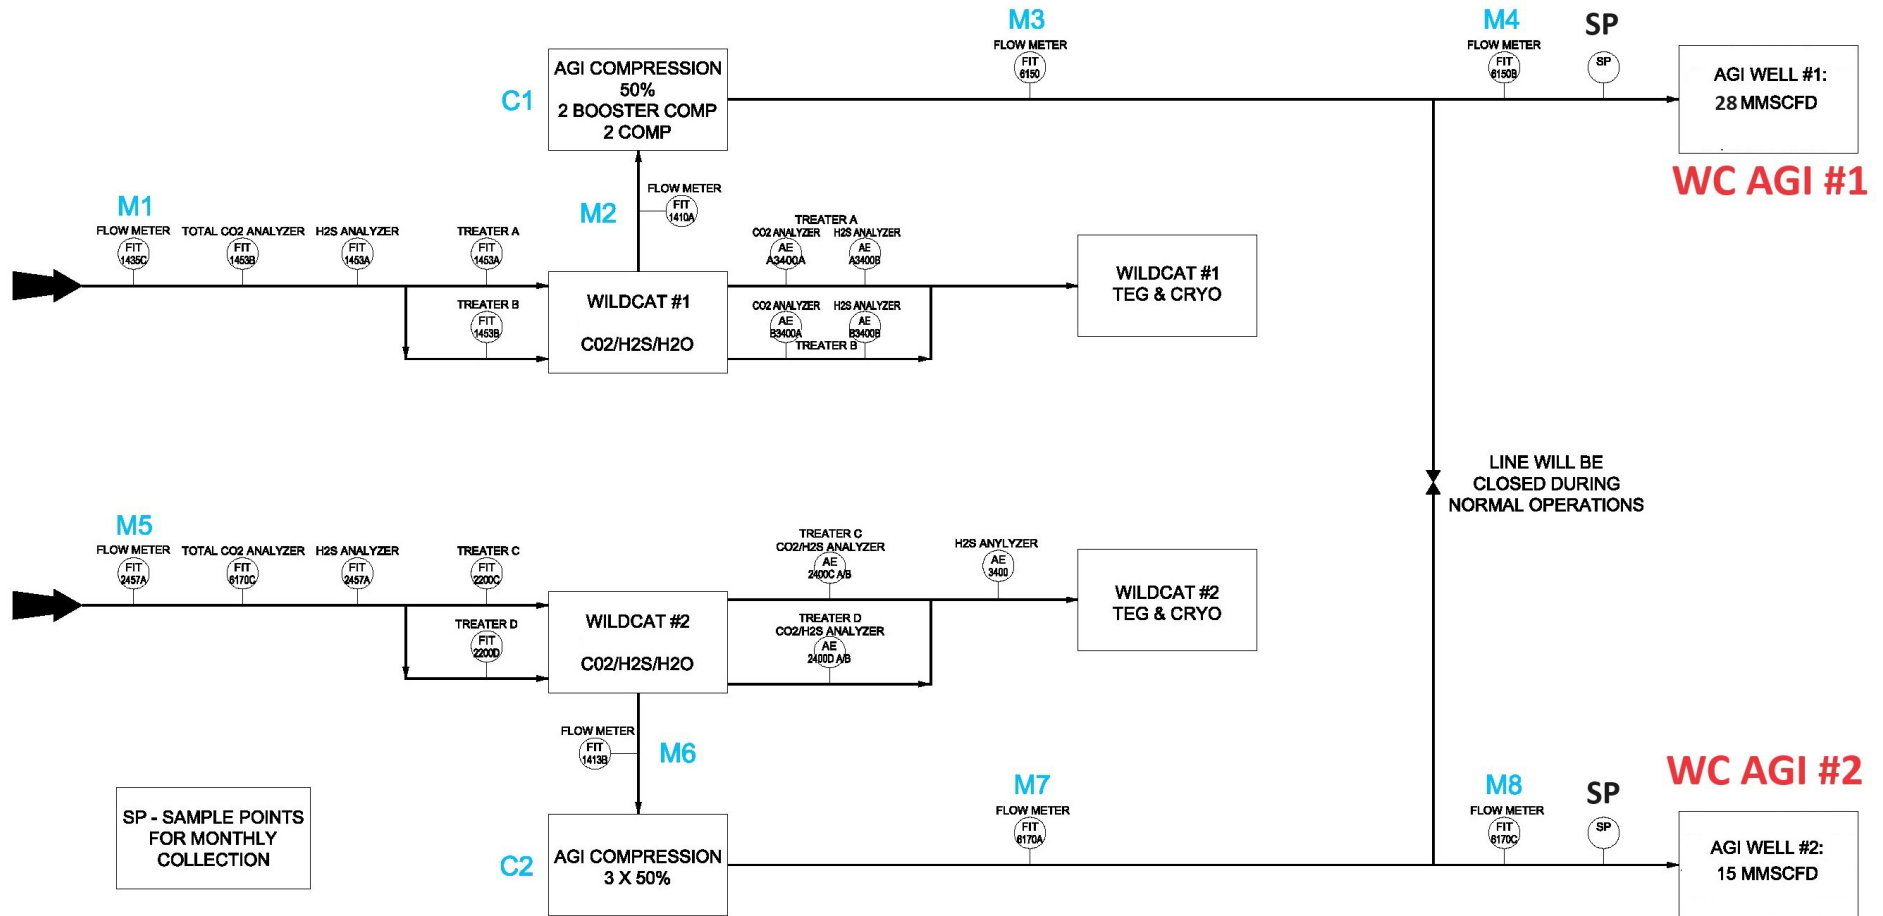 M3
FLOW METER
FIT
6150
M4
FLOW METER
FIT
6150B
SP
SP
AGI WELL #1:
28 MMSCFD
WC AGI #1
C1
AGI COMPRESSION
50%
2 BOOSTER COMP
2 COMP
M2
FLOW METER
FIT
1410A
M1
FLOW METER
FIT
1435C
TOTAL CO2 ANALYZER
FIT
1453B
H2S ANALYZER
FIT
1453A
TREATER A
FIT
1453A
TREATER B
FIT
1453B
WILDCAT #1
C02/H2S/H2O
TREATER A
CO2 ANALYZER
AE
A3400A
H2S ANALYZER
AE
A3400B
CO2 ANALYZER
AE
B3400A
H2S ANALYZER
AE
B3400B
TREATER B
WILDCAT #1
TEG & CRYO
LINE WILL BE
CLOSED DURING
NORMAL OPERATIONS
M5
FLOW METER
FIT
2457A
TOTAL CO2 ANALYZER
FIT
6170C
H2S ANALYZER
FIT
2457A
TREATER C
FIT
2200C
TREATER D
FIT
2200D
WILDCAT #2
C02/H2S/H2O
TREATER C
CO2/H2S ANALYZER
AE
2400C A/B
TREATER D
CO2/H2S ANALYZER
AE
2400D A/B
H2S ANYLYZER
AE
3400
WILDCAT #2
TEG & CRYO
FLOW METER
FIT
1413B
M6
C2
AGI COMPRESSION
3 X 50%
M7
FLOW METER
FIT
6170A
M8
FLOW METER
FIT
6170C
SP
SP
WC AGI #2
AGI WELL #2:
15 MMSCFD
SP - SAMPLE POINTS
FOR MONTHLY
COLLECTION